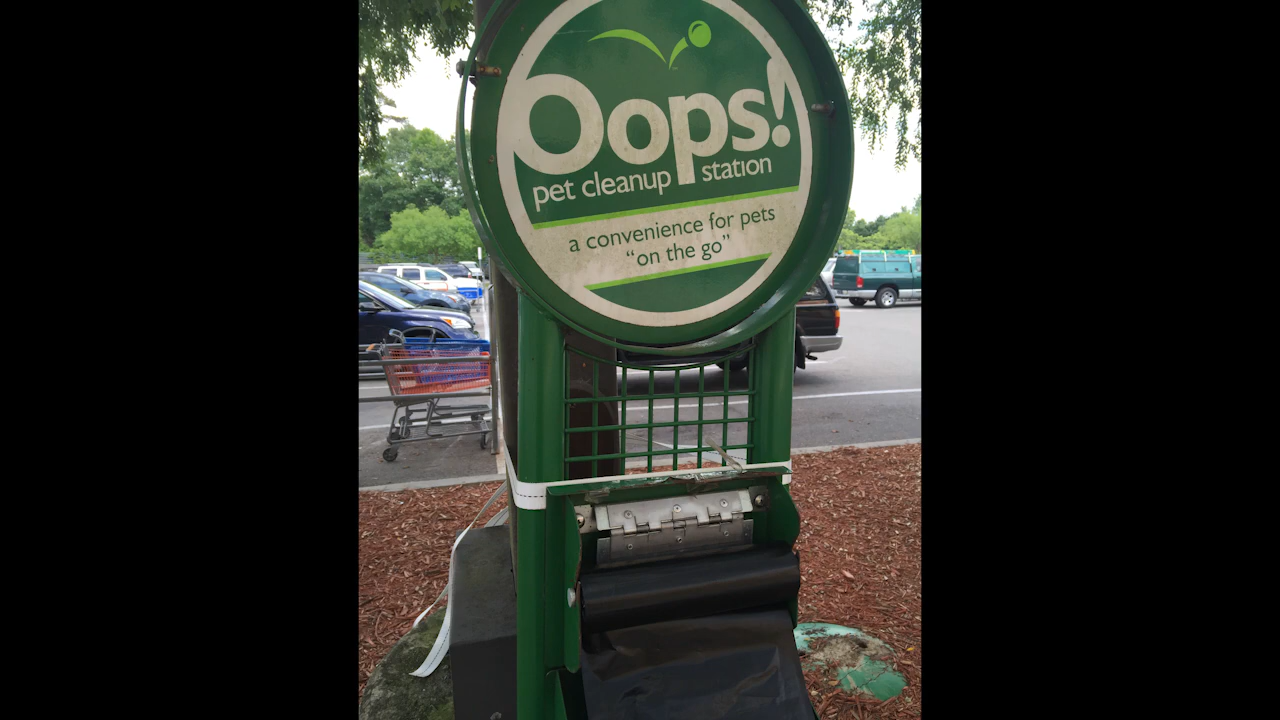 Oops!
pet cleanup station
a convenience for pets
“on the go”